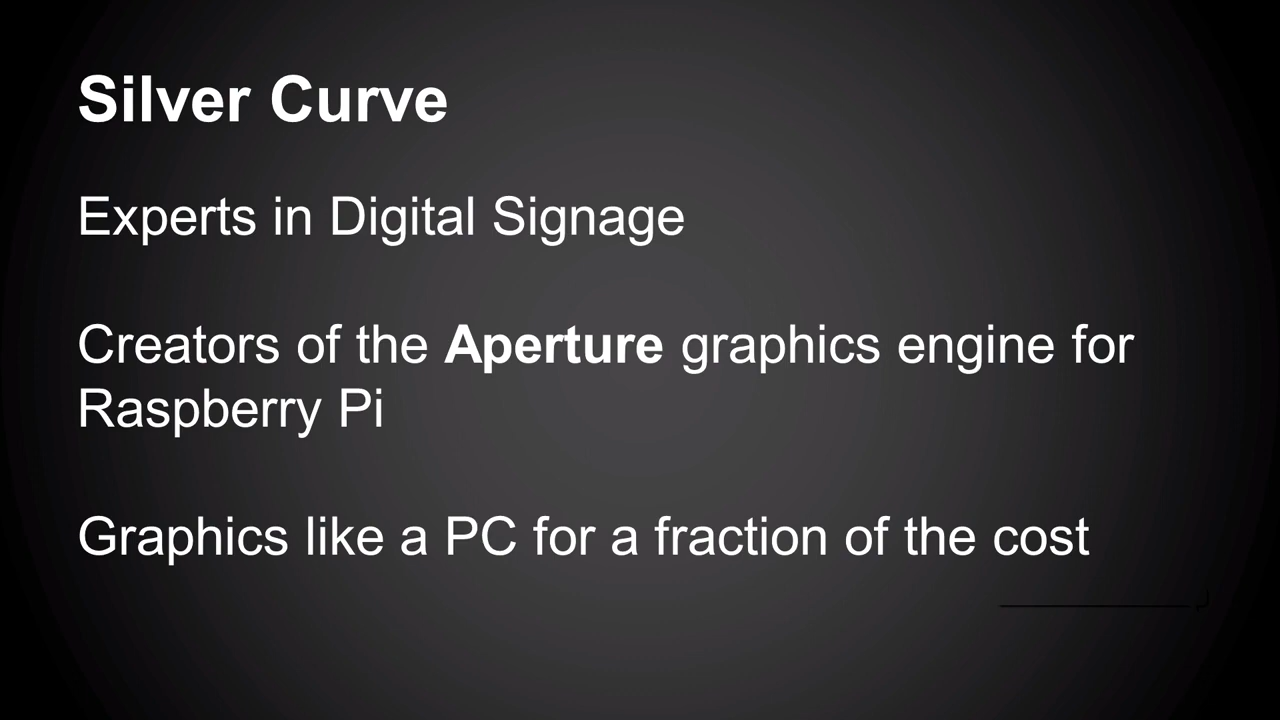 Silver Curve
Experts in Digital Signage
Creators of the Aperture graphics engine for
Raspberry Pi
Graphics like a PC for a fraction of the cost